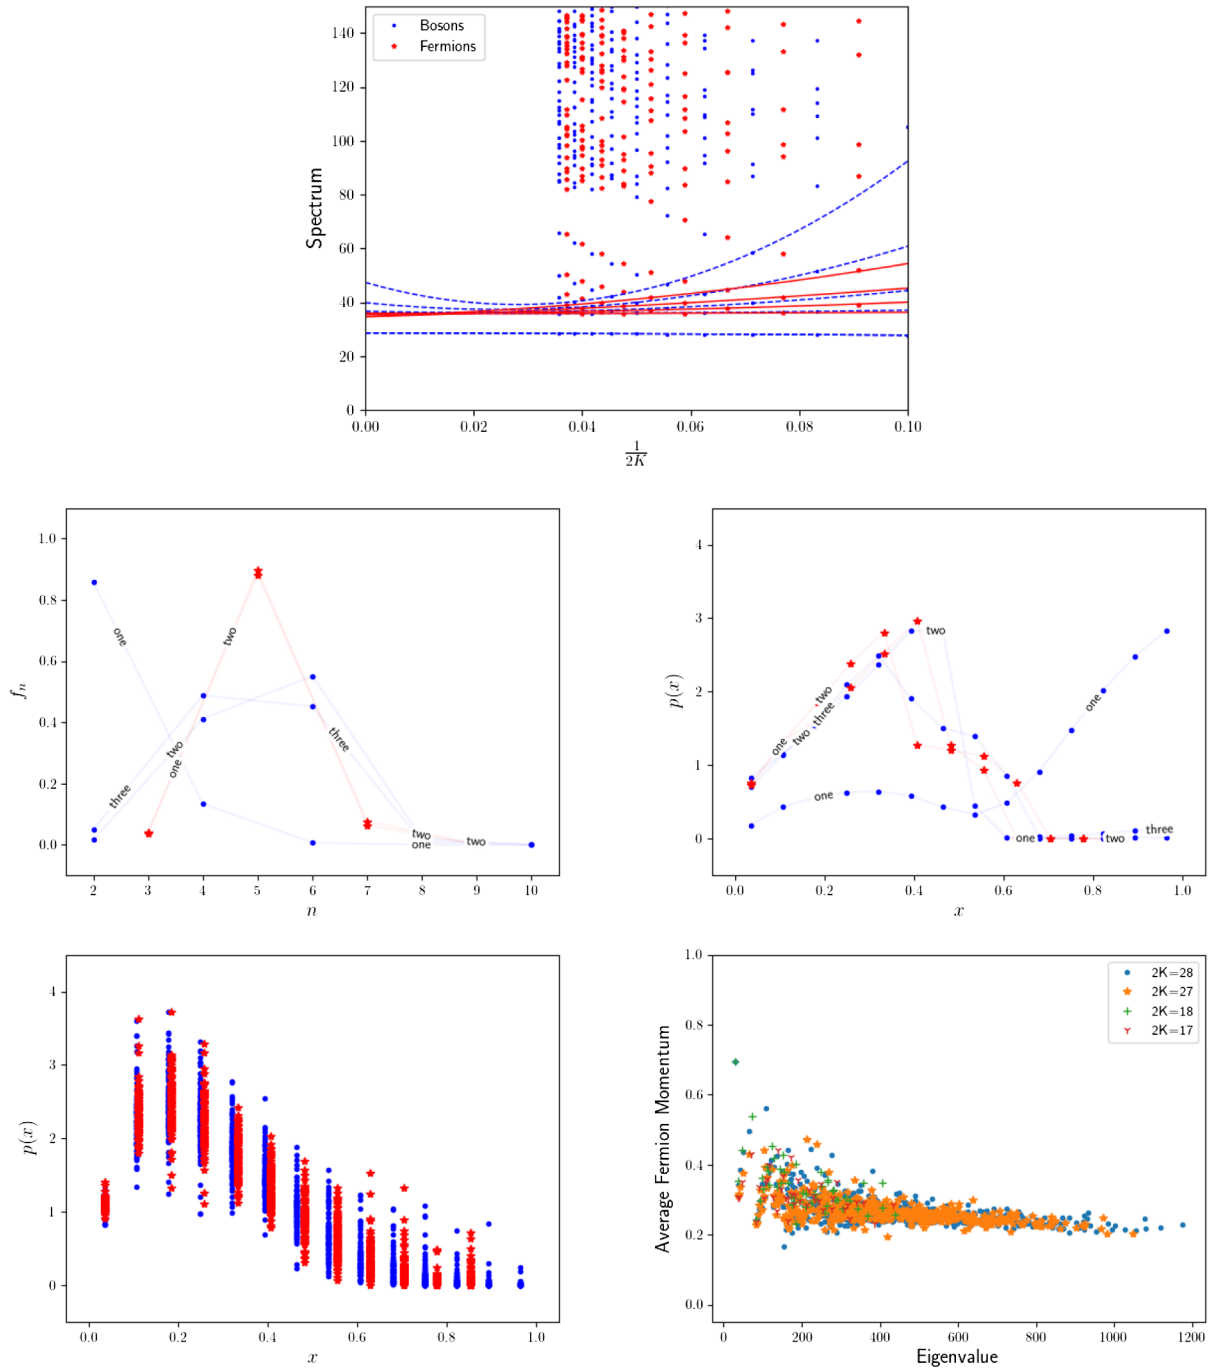 Bosons
Fermions
Spectrum
140
120
100
80
60
40
20
0
0.00 0.02 0.04 0.06 0.08 0.10
1
2K
1.0
0.8
0.6
0.4
0.2
0.0
f_n
one
two
two
one
three
three
two
one
two
2 3 4 5 6 7 8 9 10
n
4
3
2
1
0
p(x)
two
one
two
three
one
two
one
one
two
three
0.0 0.2 0.4 0.6 0.8 1.0
x
4
3
2
1
0
p(x)
0.0 0.2 0.4 0.6 0.8 1.0
x
2K=28
2K=27
2K=18
2K=17
Average Fermion Momentum
1.0
0.8
0.6
0.4
0.2
0.0
0 200 400 600 800 1000 1200
Eigenvalue